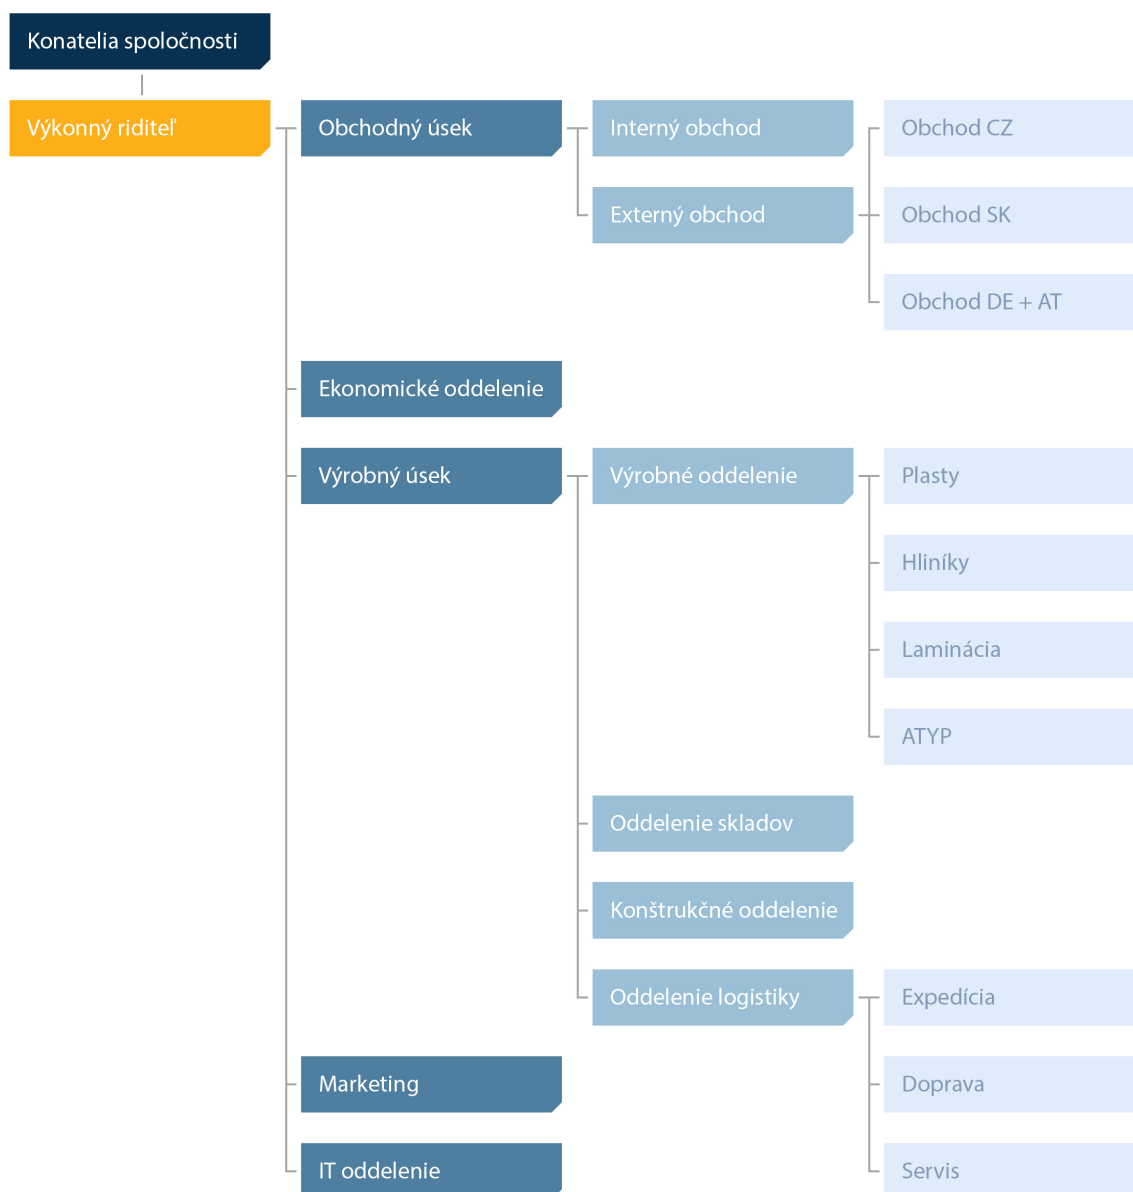 Konatelia spoločnosti
Výkonný riditeľ
Obchodný úsek
Interný obchod
Obchod CZ
Externý obchod
Obchod SK
Obchod DE + AT
Ekonomické oddelenie
Výrobný úsek
Výrobné oddelenie
Plasty
Hliníky
Laminácia
ATYP
Oddelenie skladov
Konštrukčné oddelenie
Oddelenie logistiky
Expedícia
Marketing
Doprava
IT oddelenie
Servis